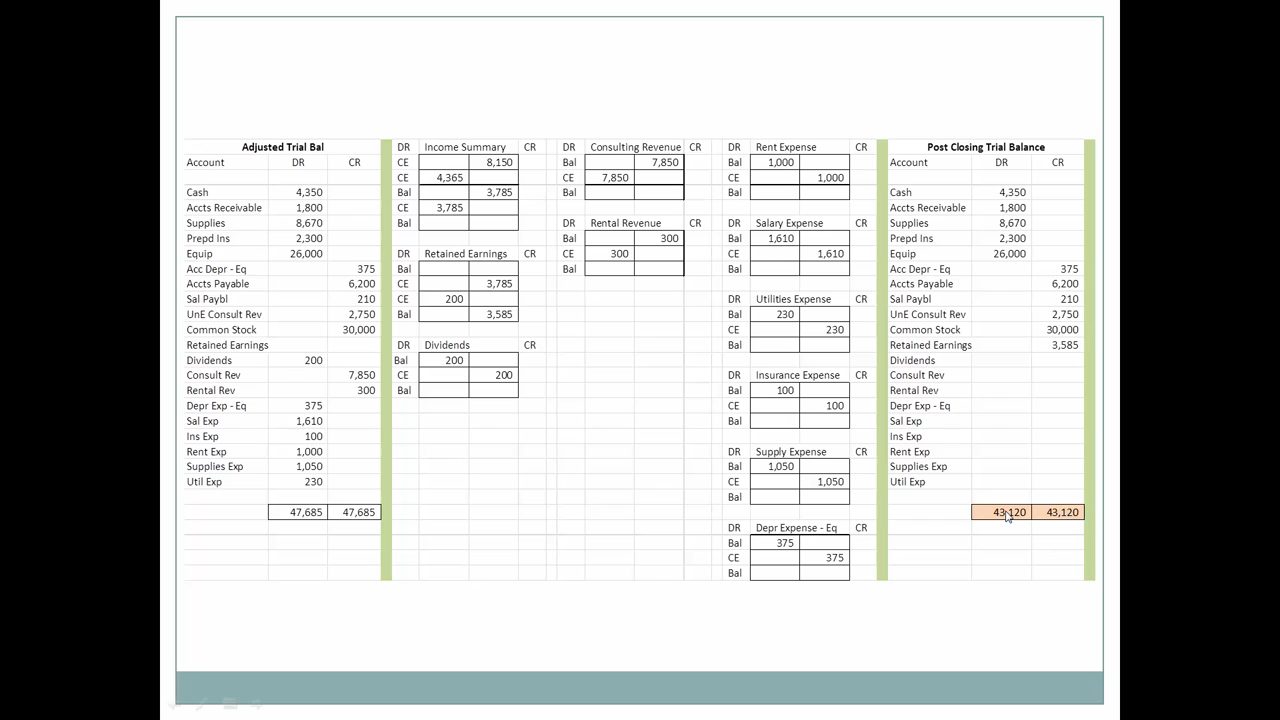 Adjusted Trial Bal
Account DR CR
Cash 4,350
Accts Receivable 1,800
Supplies 8,670
Prepd Ins 2,300
Equip 26,000
Acc Depr - Eq 375
Accts Payable 6,200
Sal Paybl 210
UnE Consult Rev 2,750
Common Stock 30,000
Retained Earnings
Dividends 200
Consult Rev 7,850
Rental Rev 300
Depr Exp - Eq 375
Sal Exp 1,610
Ins Exp 100
Rent Exp 1,000
Supplies Exp 1,050
Util Exp 230
47,685 47,685
DR Income Summary CR
CE 8,150
CE 4,365
Bal 3,785
CE 3,785
Bal
DR Retained Earnings CR
Bal
CE 3,785
CE 200
Bal 3,585
DR Dividends CR
Bal 200
CE 200
Bal
DR Consulting Revenue CR
Bal 7,850
CE 7,850
Bal
DR Rental Revenue CR
Bal 300
CE 300
Bal
DR Rent Expense CR
Bal 1,000
CE 1,000
Bal
DR Salary Expense CR
Bal 1,610
CE 1,610
Bal
DR Utilities Expense CR
Bal 230
CE 230
Bal
DR Insurance Expense CR
Bal 100
CE 100
Bal
DR Supply Expense CR
Bal 1,050
CE 1,050
Bal
DR Depr Expense - Eq CR
Bal 375
CE 375
Bal
Post Closing Trial Balance
Account DR CR
Cash 4,350
Accts Receivable 1,800
Supplies 8,670
Prepd Ins 2,300
Equip 26,000
Acc Depr - Eq 375
Accts Payable 6,200
Sal Paybl 210
UnE Consult Rev 2,750
Common Stock 30,000
Retained Earnings 3,585
Dividends
Consult Rev
Rental Rev
Depr Exp - Eq
Sal Exp
Ins Exp
Rent Exp
Supplies Exp
Util Exp
43,120 43,120